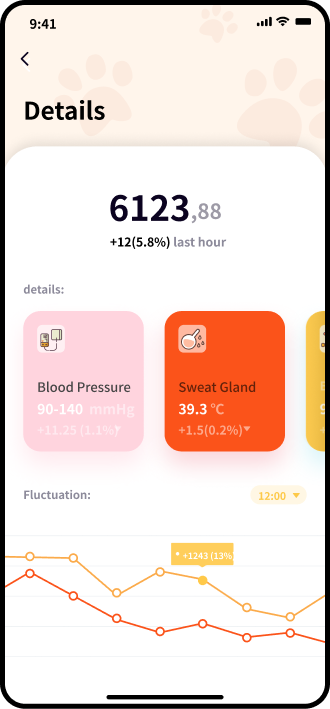 9:41
Details
6123,88
+12(5.8%) last hour
details:
Blood Pressure
90-140 mmHg
+11.25 (1.1%)
Sweat Gland
39.3 °C
+1.5(0.2%)
Fluctuation:
12:00
+1243 (13%